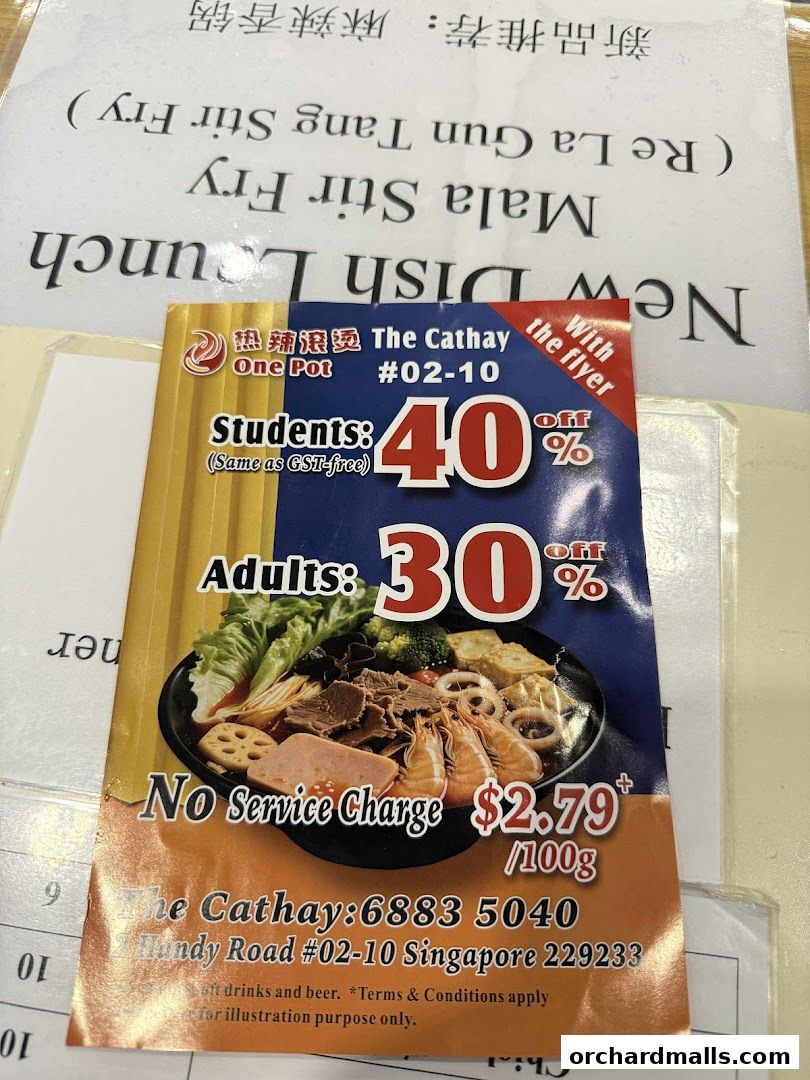 新品推荐：麻辣香锅
( Re La Gun Tang Stir Fry )
Mala Stir Fry
New Dish Launch
热辣滚烫
One Pot
The Cathay
#02-10
With
the flyer
Students:
(Same as GST-free)
40% off
Adults:
30% off
No Service Charge
$2.79+
/100g
The Cathay:6883 5040
2 Handy Road #02-10 Singapore 229233
drinks and beer. *Terms & Conditions apply
for illustration purpose only.
9
10
10
orchardmalls.com